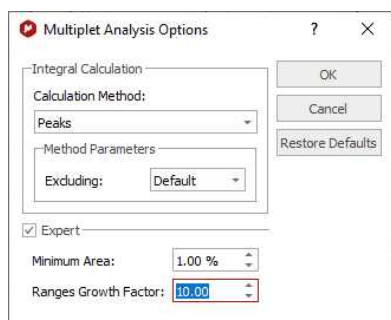 Multiplet Analysis Options ? X
Integral Calculation
Calculation Method:
Peaks
Method Parameters
Excluding: Default
OK
Cancel
Restore Defaults
Expert
Minimum Area: 1.00 %
Ranges Growth Factor: 10.00